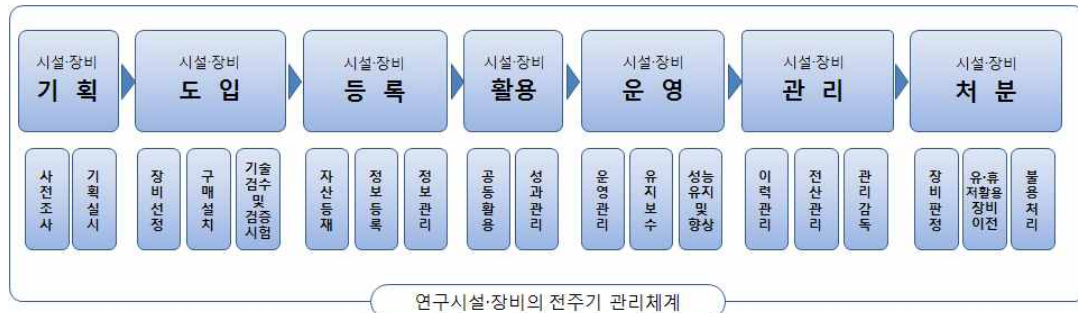 시설·장비
기 획
시설·장비
도 입
시설·장비
등 록
시설·장비
활용
시설·장비
운 영
시설·장비
관 리
시설·장비
처 분
사전조사
기획실시
장비선정
구매설치
기술
검수
및
검증
시험
자산등재
정보등록
정보관리
공동활용
성과관리
운영관리
유지보수
성능
유지
및
향상
이력관리
전산관리
관리감독
장비판정
유·휴
저활용
장비
이전
불용처리
연구시설·장비의 전주기 관리체계